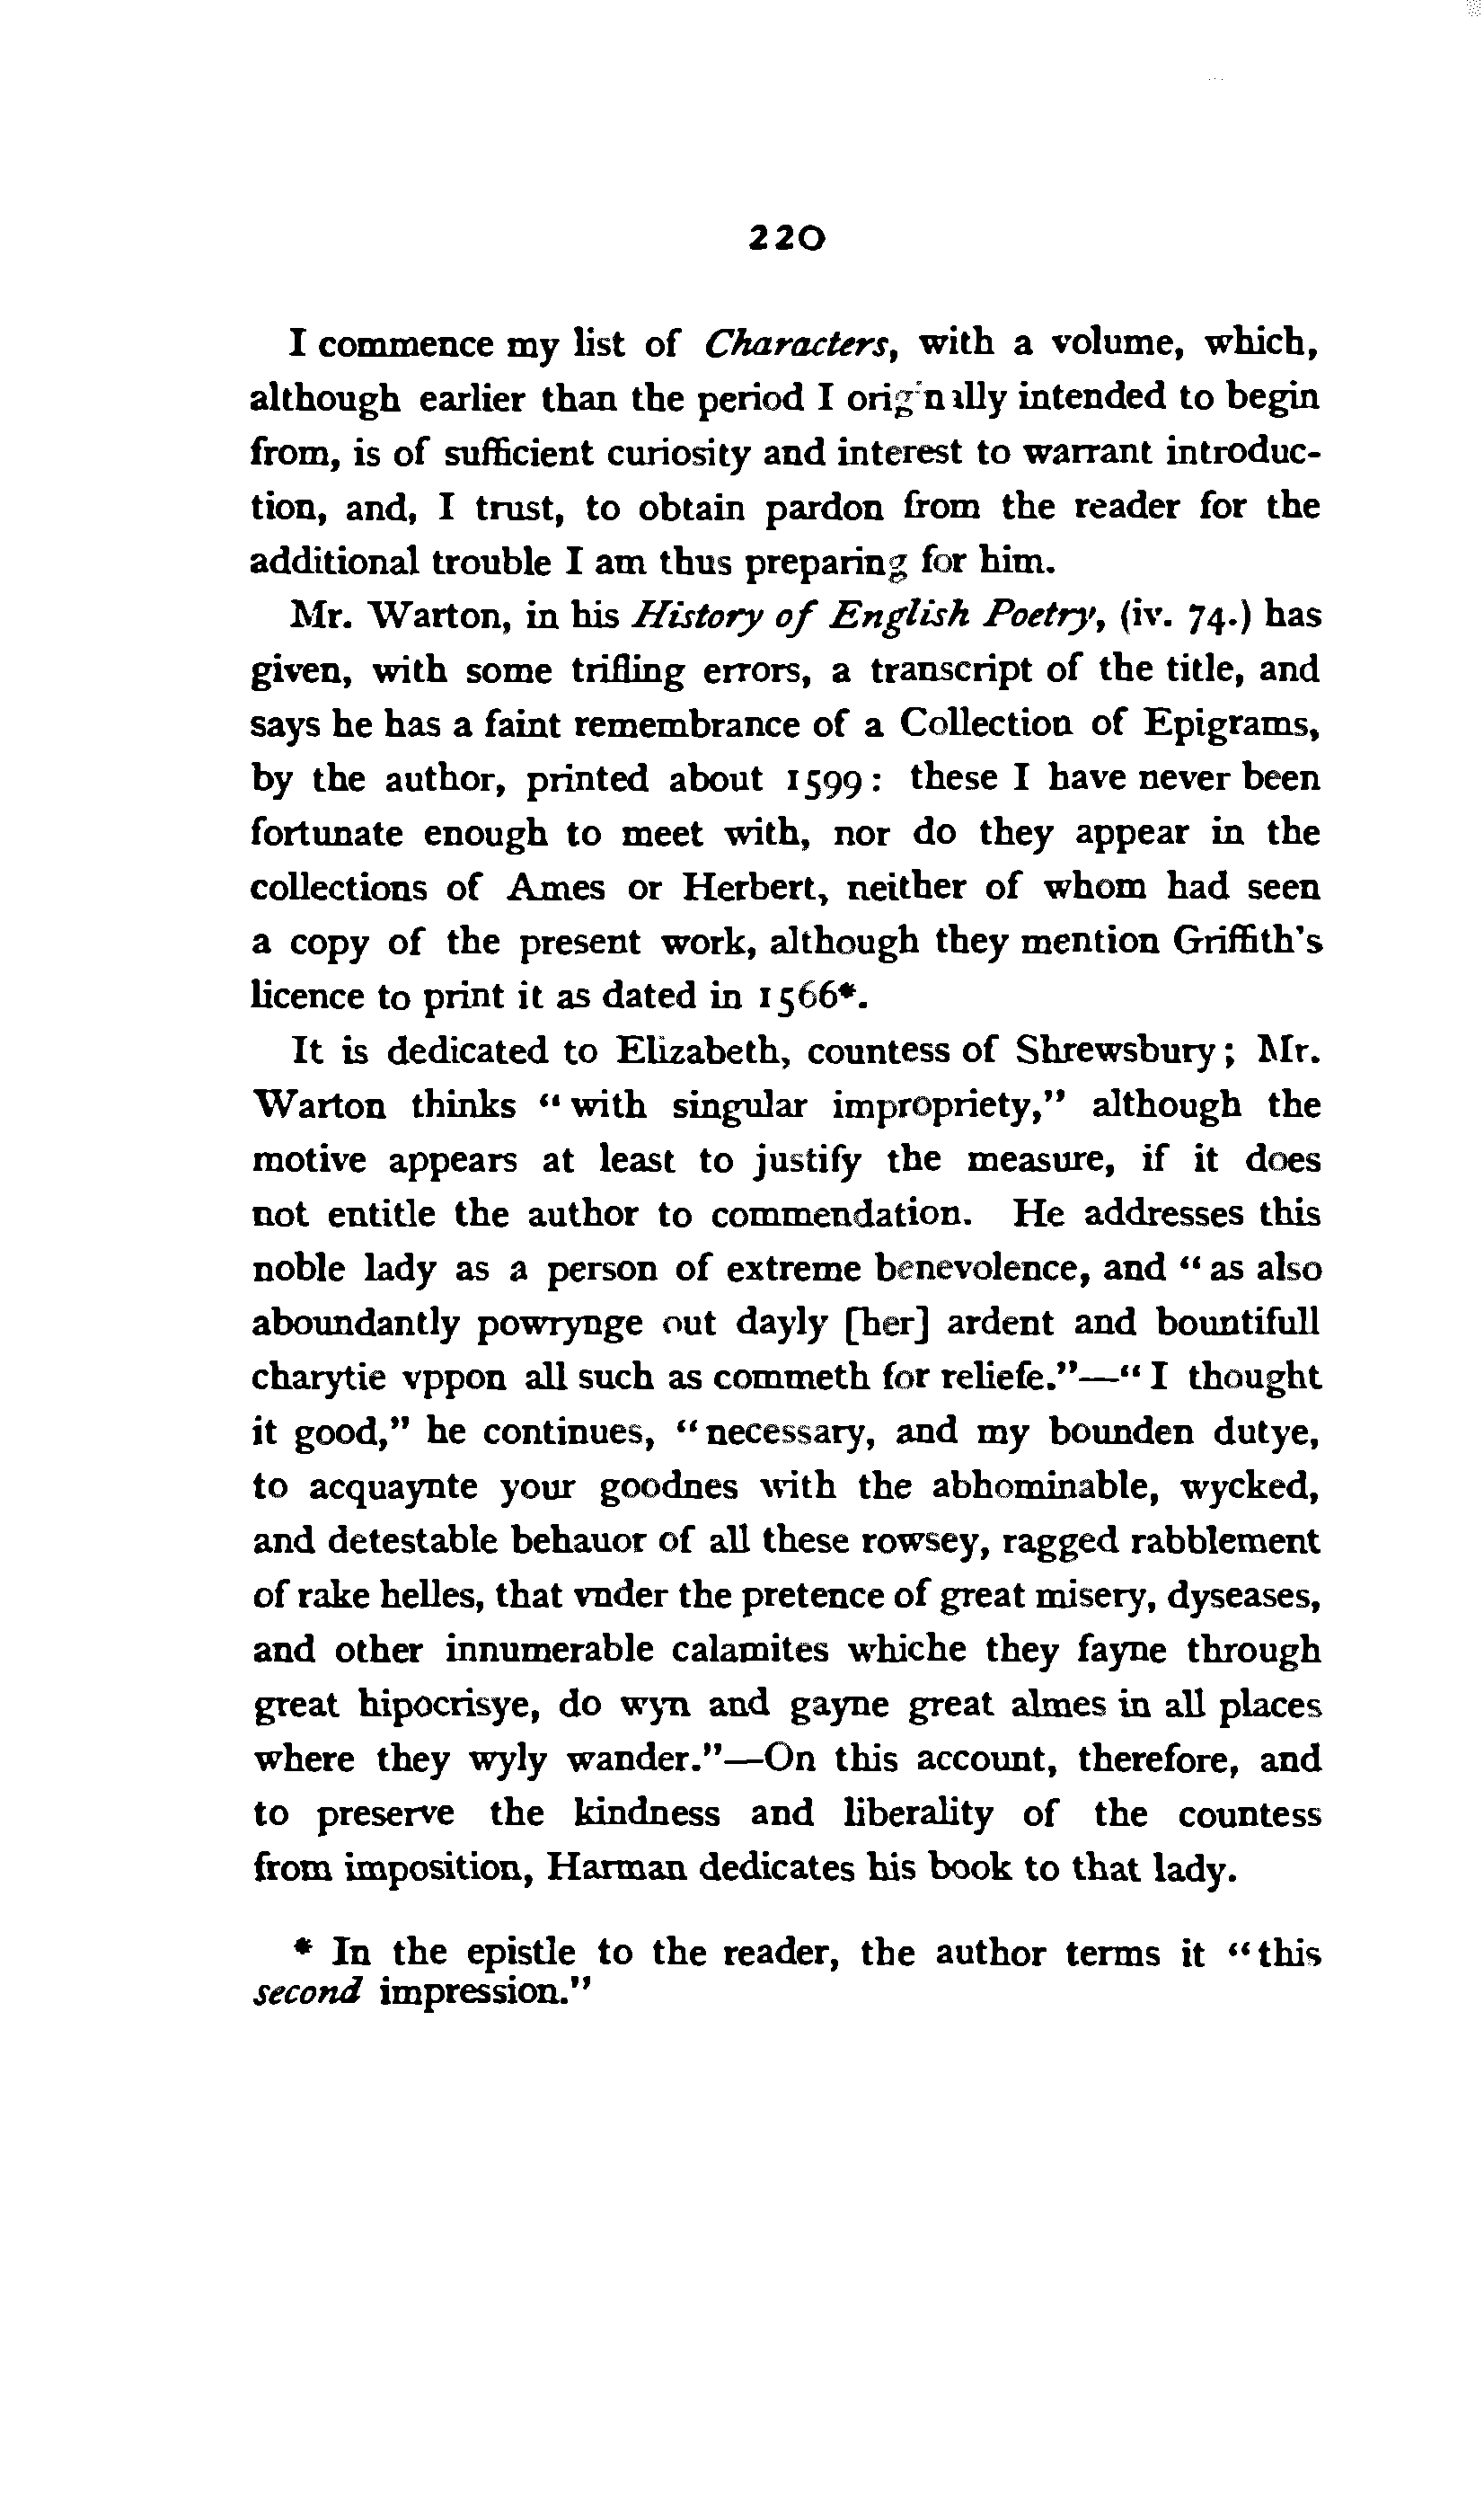 220
I commence my list of Characters, with a volume, which,
although earlier than the period I originally intended to begin
from, is of sufficient curiosity and interest to warrant introduc-
tion, and, I trust, to obtain pardon from the reader for the
additional trouble I am thus preparing for him.
Mr. Warton, in his History of English Poetry, (iv. 74.) has
given, with some trifling errors, a transcript of the title, and
says he has a faint remembrance of a Collection of Epigrams,
by the author, printed about 1599: these I have never been
fortunate enough to meet with, nor do they appear in the
collections of Ames or Herbert, neither of whom had seen
a copy of the present work, although they mention Griffith's
licence to print it as dated in 1566*.
It is dedicated to Elizabeth, countess of Shrewsbury; Mr.
Warton thinks "with singular impropriety," although the
motive appears at least to justify the measure, if it does
not entitle the author to commendation. He addresses this
noble lady as a person of extreme benevolence, and "as also
aboundantly powrynge out dayly [her] ardent and bountifull
charytie vppon all such as commeth for reliefe."—"I thought
it good," he continues, "necessary, and my bounden dutye,
to acquaynte your goodnes with the abhominable, wycked,
and detestable behauor of all these rowsey, ragged rabblement
of rake helles, that vnder the pretence of great misery, dyseases,
and other innumerable calamites whiche they fayne through
great hipocrisye, do wyn and gayne great almes in all places
where they wyly wander."—On this account, therefore, and
to preserve the kindness and liberality of the countess
from imposition, Harman dedicates his book to that lady.
* In the epistle to the reader, the author terms it "this
second impression."